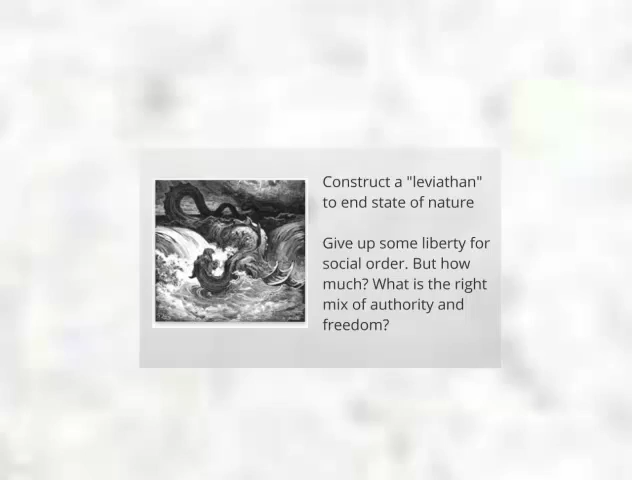 Construct a "leviathan"
to end state of nature
Give up some liberty for
social order. But how
much? What is the right
mix of authority and
freedom?